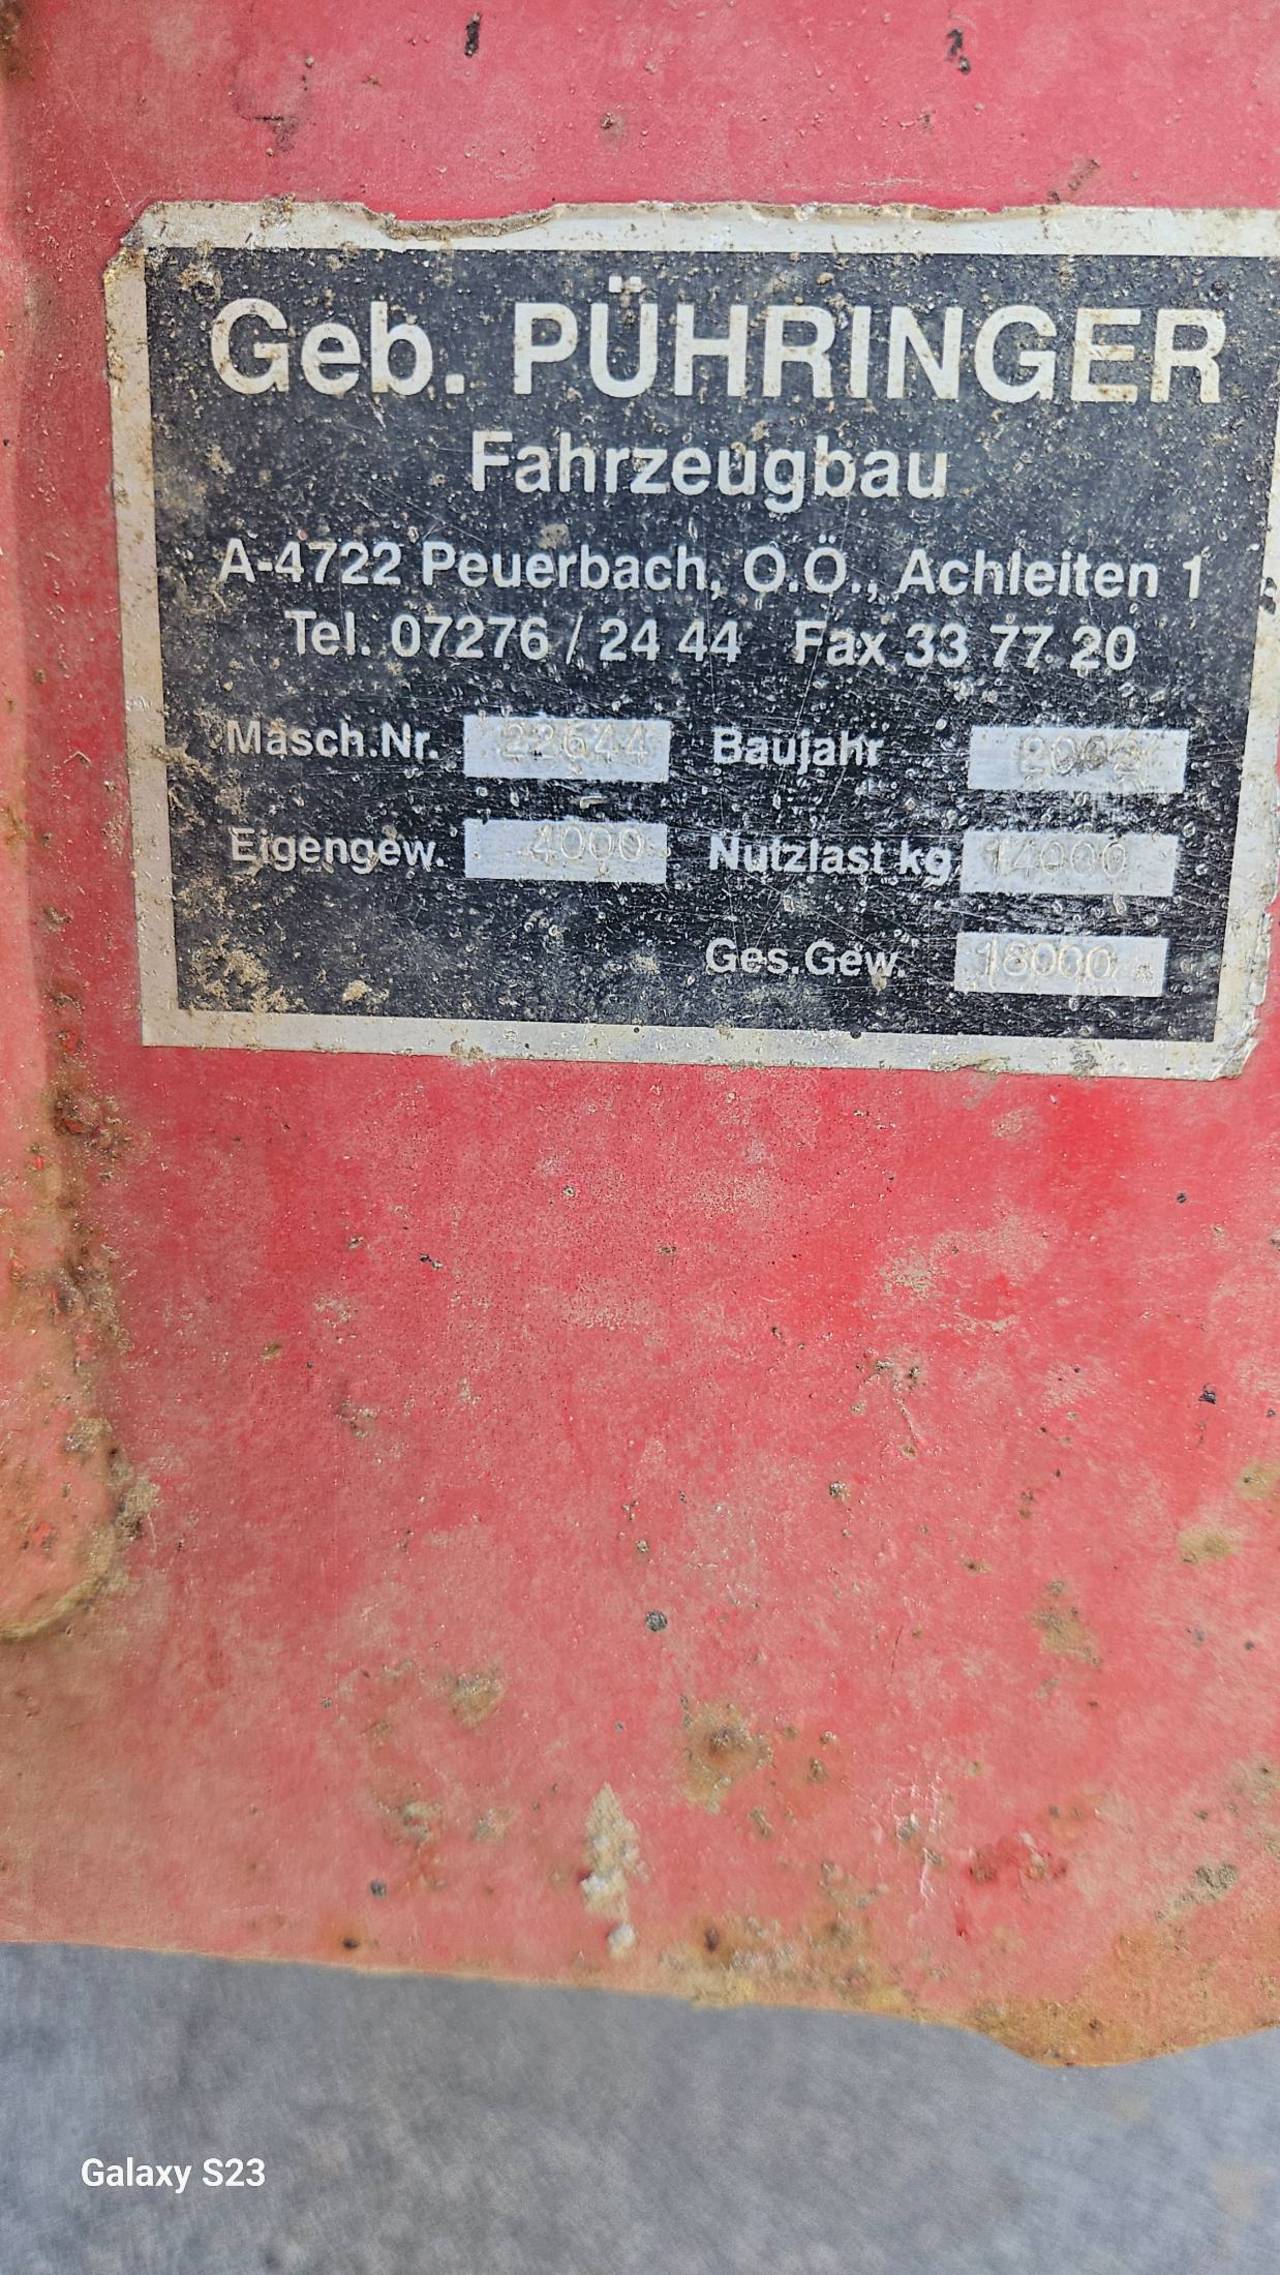 Geb. PÜHRINGER
Fahrzeugbau
A-4722 Peuerbach, O.Ö., Achleiten 1
Tel. 07276 / 24 44 Fax 33 77 20
Masch.Nr. 22644 Baujahr
Eigengew. 4000 Nutzlast kg 14000
Ges.Gew. 18000
Galaxy S23